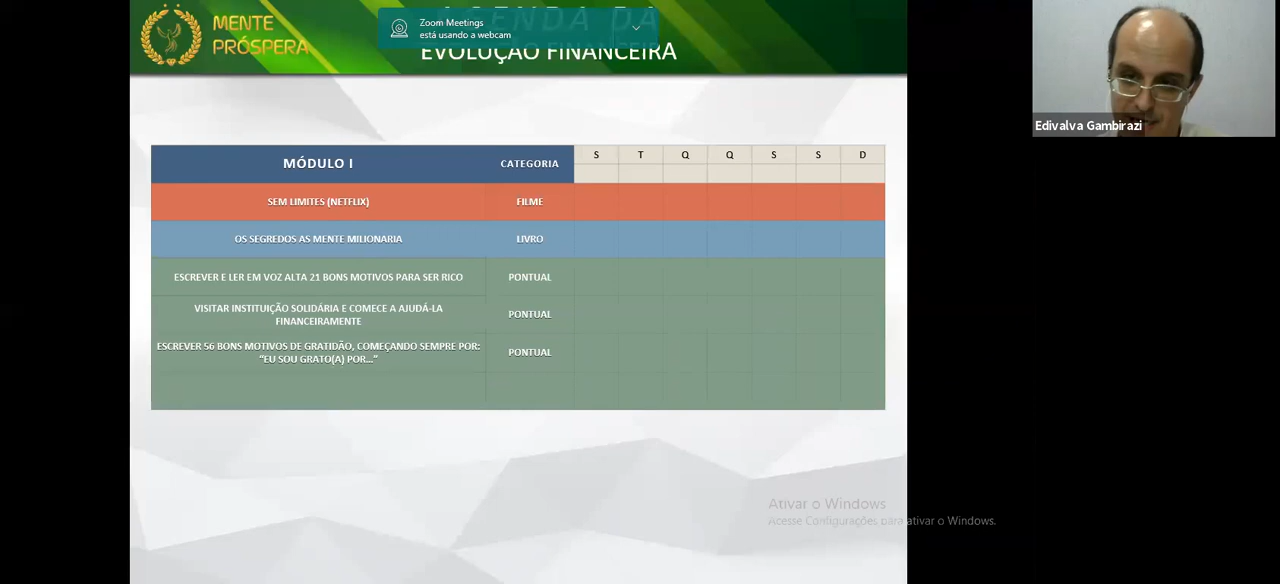 MENTE
PRÓSPERA
AGENDA DA
Zoom Meetings
está usando a webcam
EVOLUÇÃO FINANCEIRA
Edivalva Gambirazi
MÓDULO I CATEGORIA S T Q Q S S D
SEM LIMITES (NETFLIX) FILME
OS SEGREDOS AS MENTE MILIONARIA LIVRO
ESCREVER E LER EM VOZ ALTA 21 BONS MOTIVOS PARA SER RICO PONTUAL
VISITAR INSTITUIÇÃO SOLIDÁRIA E COMECE A AJUDÁ-LA
FINANCEIRAMENTE PONTUAL
ESCREVER 56 BONS MOTIVOS DE GRATIDÃO, COMEÇANDO SEMPRE POR:
“EU SOU GRATO(A) POR...” PONTUAL
Ativar o Windows
Acesse Configurações para ativar o Windows.